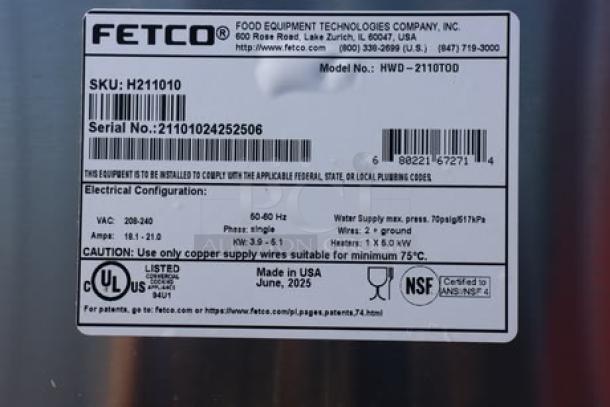 FETCO®
FOOD EQUIPMENT TECHNOLOGIES COMPANY, INC.
600 Rose Road, Lake Zurich, IL 60047, USA
http://www.fetco.com (800) 338-2699 (U.S.) (847) 719-3000
Model No.: HWD-2110TOD
SKU: H211010
Serial No.:21101024252506
6 80221 67271 4
THIS EQUIPMENT IS TO BE INSTALLED TO COMPLY WITH THE APPLICABLE FEDERAL, STATE, OR LOCAL PLUMBING CODES.
Electrical Configuration:
VAC: 208-240 50-60 Hz Water Supply max. press. 70psig/517kPa
Phase: single Wires: 2 + ground
Amps: 18.1 - 21.0 KW: 3.9 - 5.1 Heaters: 1 X 5.0 kW
CAUTION: Use only copper supply wires suitable for minimum 75°C.
C UL US
LISTED
COMMERCIAL
COOKING
APPLIANCE
94U1
Made in USA
June, 2025
NSF
Certified to
ANSI/NSF 4
For patents, go to: fetco.com or https://www.fetco.com/pl,pages,patents,74.html